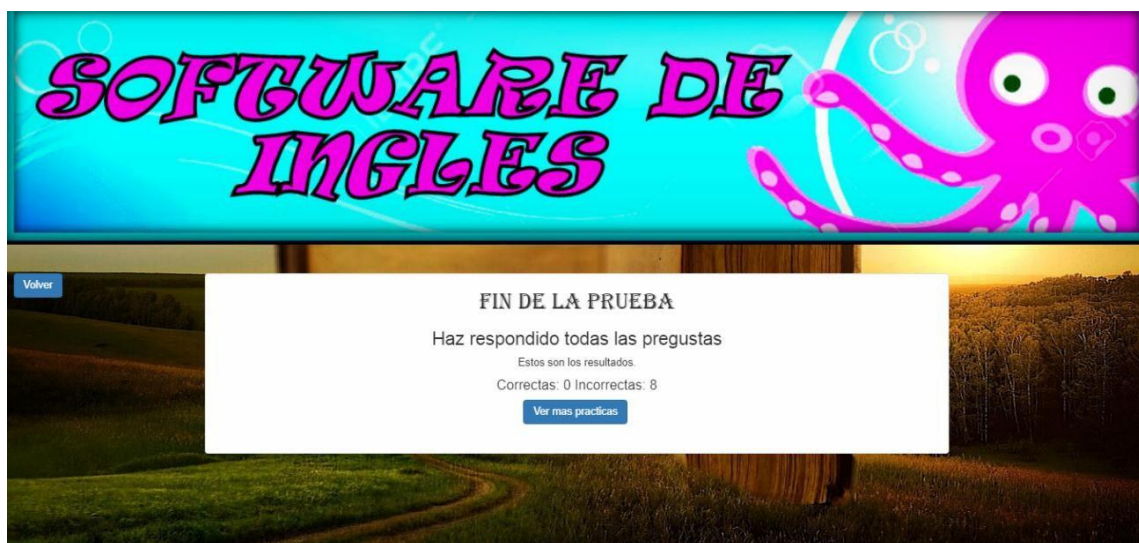 SOFTWARE DE
INGLES
Volver
FIN DE LA PRUEBA
Haz respondido todas las pregustas
Estos son los resultados.
Correctas: 0 Incorrectas: 8
Ver mas practicas